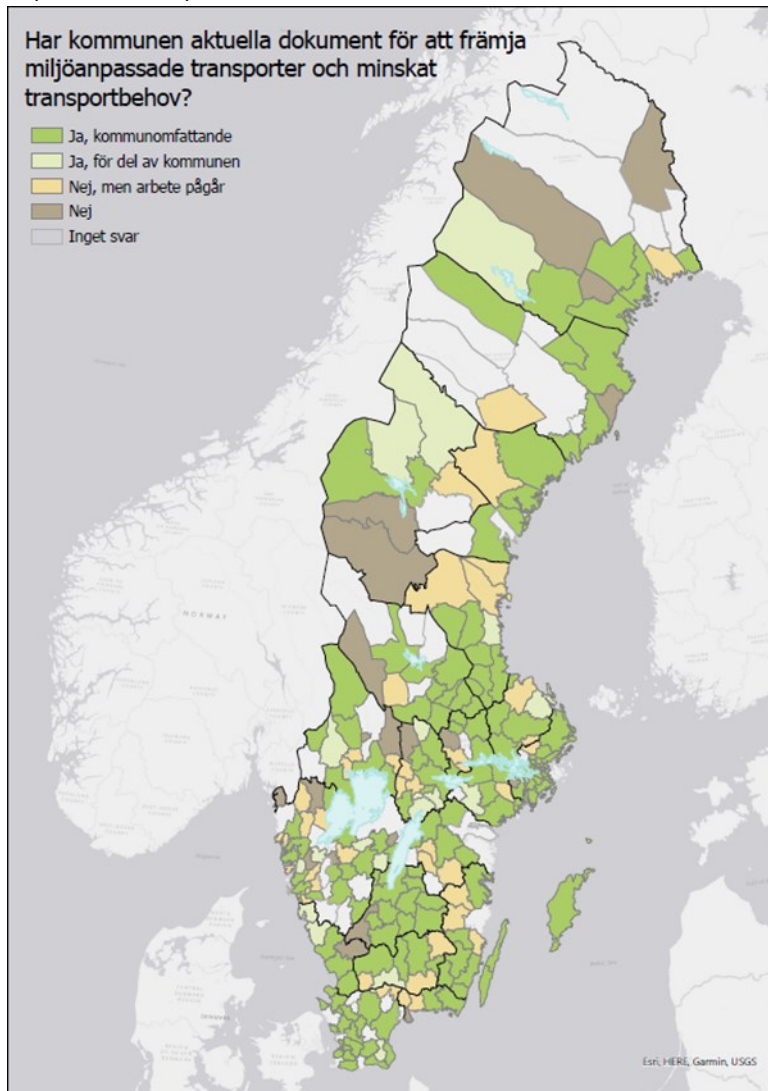 Har kommunen aktuella dokument för att främja
miljöanpassade transporter och minskat
transportbehov?
Ja, kommunomfattande
Ja, för del av kommunen
Nej, men arbete pågår
Nej
Inget svar
NORWAY
Esri, HERE, Garmin, USGS